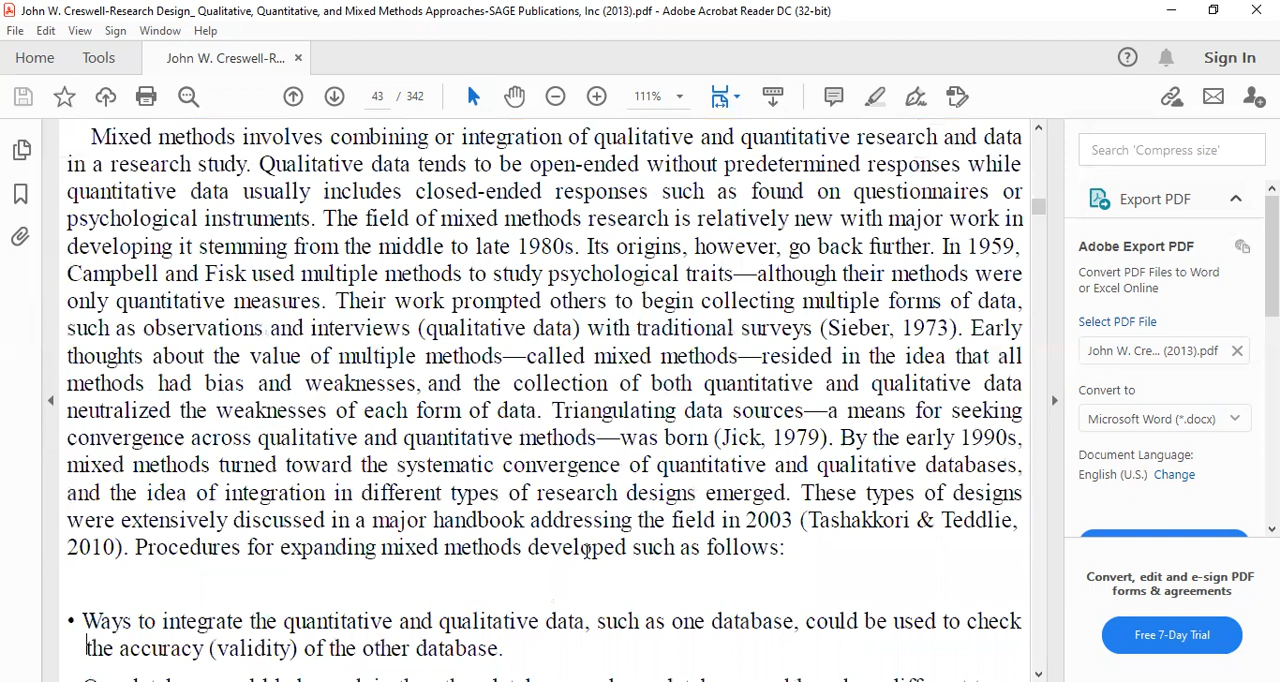 John W. Creswell-Research Design_ Qualitative, Quantitative, and Mixed Methods Approaches-SAGE Publications, Inc (2013).pdf - Adobe Acrobat Reader DC (32-bit)
File Edit View Sign Window Help
Home Tools John W. Creswell-R... × Sign In
43 / 342 111%
Mixed methods involves combining or integration of qualitative and quantitative research and data
in a research study. Qualitative data tends to be open-ended without predetermined responses while
quantitative data usually includes closed-ended responses such as found on questionnaires or
psychological instruments. The field of mixed methods research is relatively new with major work in
developing it stemming from the middle to late 1980s. Its origins, however, go back further. In 1959,
Campbell and Fisk used multiple methods to study psychological traits—although their methods were
only quantitative measures. Their work prompted others to begin collecting multiple forms of data,
such as observations and interviews (qualitative data) with traditional surveys (Sieber, 1973). Early
thoughts about the value of multiple methods—called mixed methods—resided in the idea that all
methods had bias and weaknesses, and the collection of both quantitative and qualitative data
neutralized the weaknesses of each form of data. Triangulating data sources—a means for seeking
convergence across qualitative and quantitative methods—was born (Jick, 1979). By the early 1990s,
mixed methods turned toward the systematic convergence of quantitative and qualitative databases,
and the idea of integration in different types of research designs emerged. These types of designs
were extensively discussed in a major handbook addressing the field in 2003 (Tashakkori & Teddlie,
2010). Procedures for expanding mixed methods developed such as follows:
• Ways to integrate the quantitative and qualitative data, such as one database, could be used to check
the accuracy (validity) of the other database.
Search 'Compress size'
Export PDF
Adobe Export PDF
Convert PDF Files to Word
or Excel Online
Select PDF File
John W. Cre... (2013).pdf
Convert to
Microsoft Word (*.docx)
Document Language:
English (U.S.) Change
Convert, edit and e-sign PDF
forms & agreements
Free 7-Day Trial